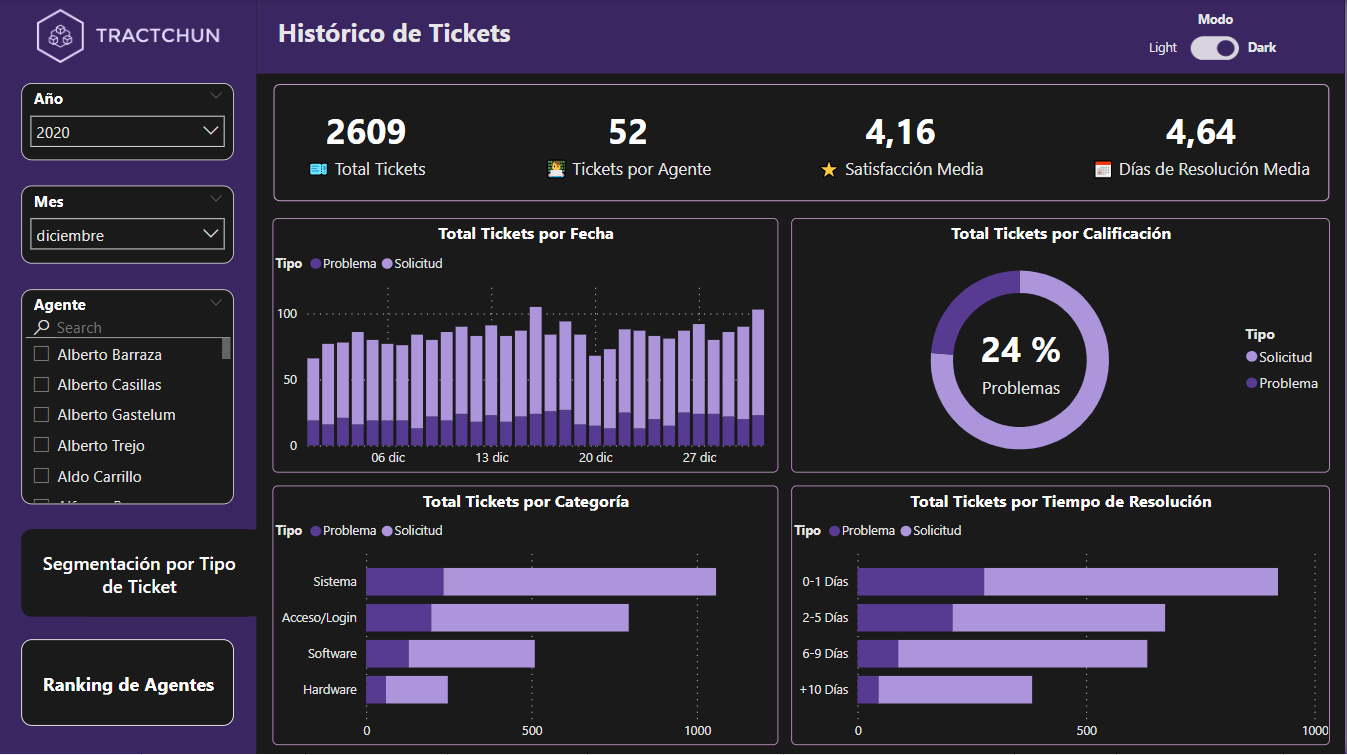 TRACTCHUN
Histórico de Tickets
Modo
Light Dark
Año
2020
Mes
diciembre
Agente
Search
Alberto Barraza
Alberto Casillas
Alberto Gastelum
Alberto Trejo
Aldo Carrillo
Segmentación por Tipo
de Ticket
Ranking de Agentes
2609
Total Tickets
52
Tickets por Agente
4,16
Satisfacción Media
4,64
Días de Resolución Media
Total Tickets por Fecha
Tipo Problema Solicitud
100
50
0
06 dic 13 dic 20 dic 27 dic
Total Tickets por Calificación
24 %
Problemas
Tipo
Solicitud
Problema
Total Tickets por Categoría
Tipo Problema Solicitud
Sistema
Acceso/Login
Software
Hardware
0 500 1000
Total Tickets por Tiempo de Resolución
Tipo Problema Solicitud
0-1 Días
2-5 Días
6-9 Días
+10 Días
0 500 1000